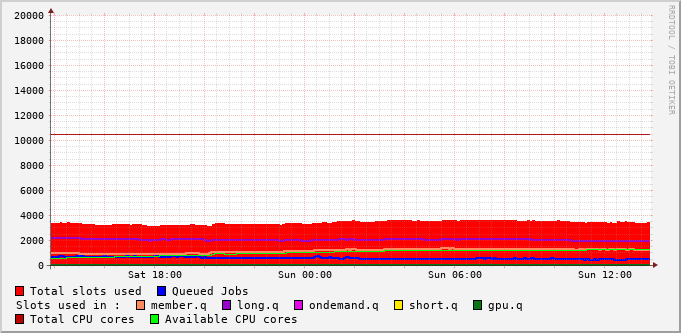 RRDTOOL / TOBI OETIKER
20000
18000
16000
14000
12000
10000
8000
6000
4000
2000
0
Sat 18:00 Sun 00:00 Sun 06:00 Sun 12:00
Total slots used Queued Jobs
Slots used in : member.q long.q ondemand.q short.q gpu.q
Total CPU cores Available CPU cores